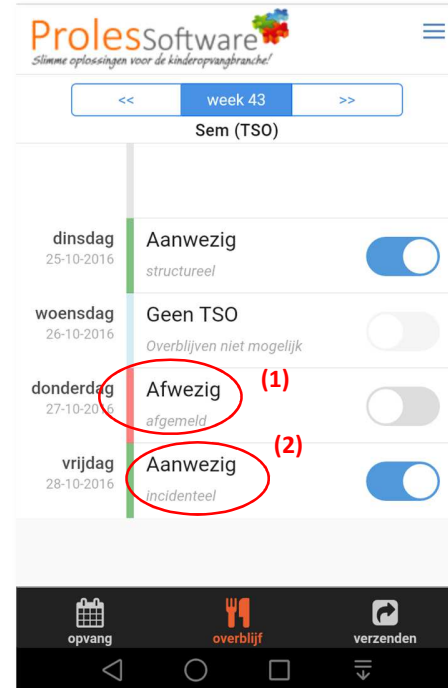 ProlesSoftware
Slimme oplossingen voor de kinderopvangbranche!
<< week 43 >>
Sem (TSO)
dinsdag Aanwezig
25-10-2016 structureel
woensdag Geen TSO
26-10-2016 Overblijven niet mogelijk
donderdag Afwezig (1)
27-10-2016 afgemeld
(2)
vrijdag Aanwezig
28-10-2016 incidenteel
opvang overblijf verzenden